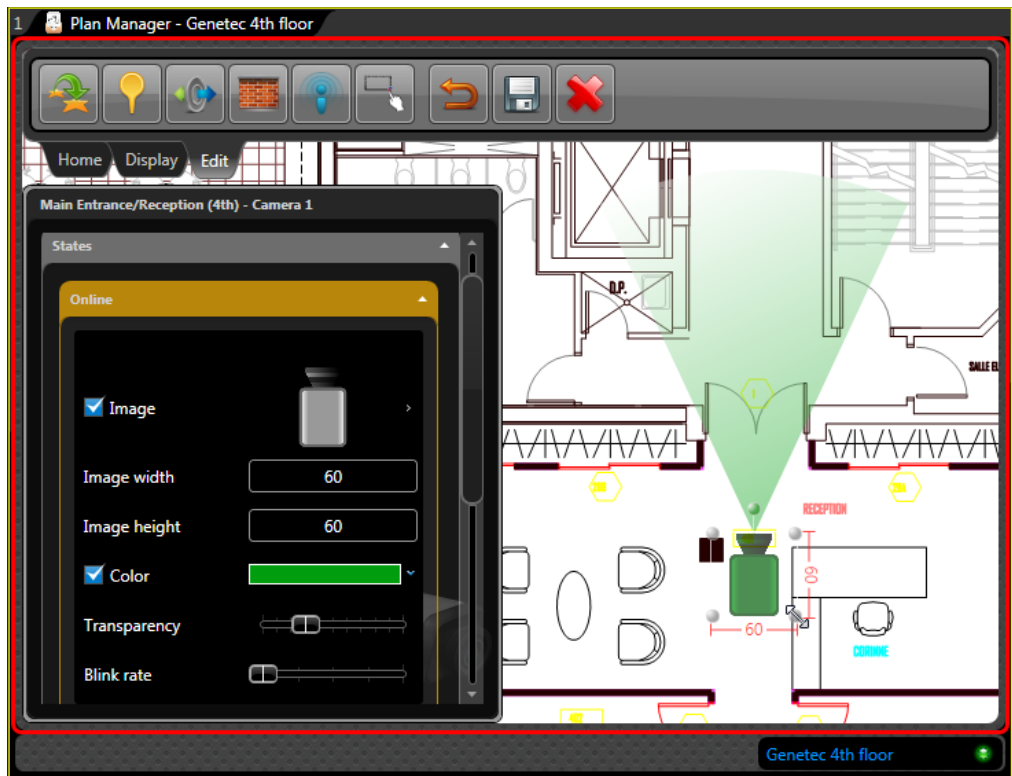 1 Plan Manager - Genetec 4th floor
Home Display Edit
Main Entrance/Reception (4th) - Camera 1
States
Online
Image
Image width 60
Image height 60
Color
Transparency
Blink rate
D.P.
RECEPTION
60
60
CORINNE
Genetec 4th floor